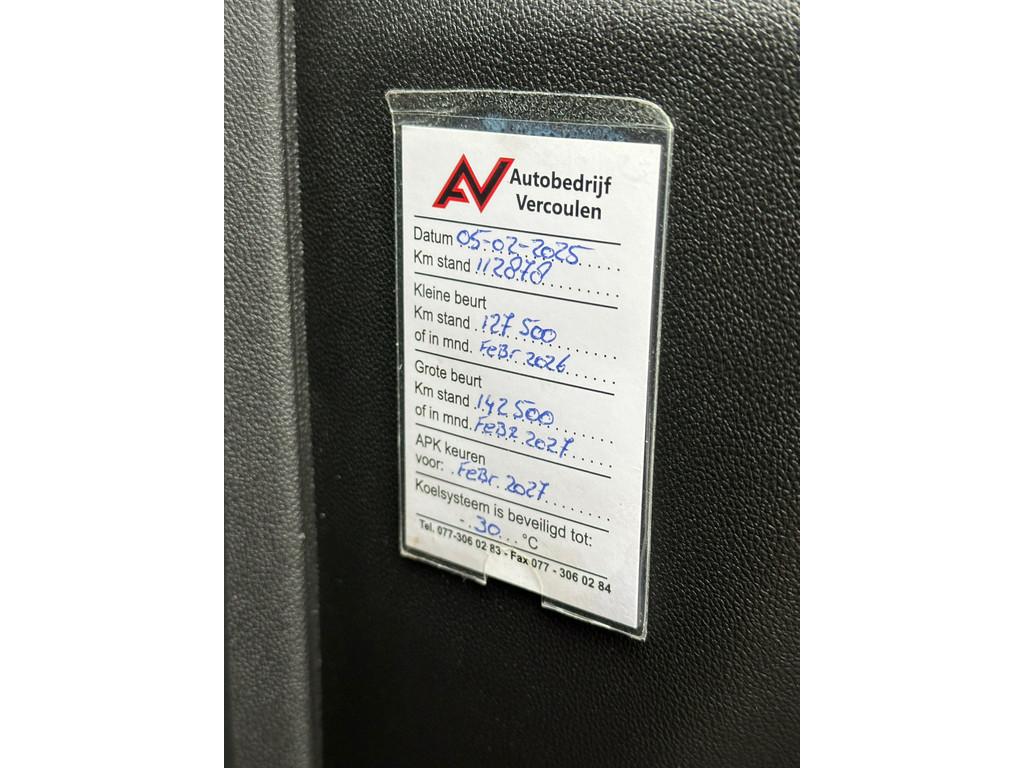 AV Autobedrijf
Vercoulen
Datum 05-02-2025
Km stand 112878
Kleine beurt
Km stand 127 500
of in mnd. FeBr. 2026
Grote beurt
Km stand 142 500
of in mnd. FeBr 2027
APK keuren
voor: FeBr. 2027
Koelsysteem is beveiligd tot:
- 30 °C
Tel. 077-306 02 83 - Fax 077 - 306 02 84